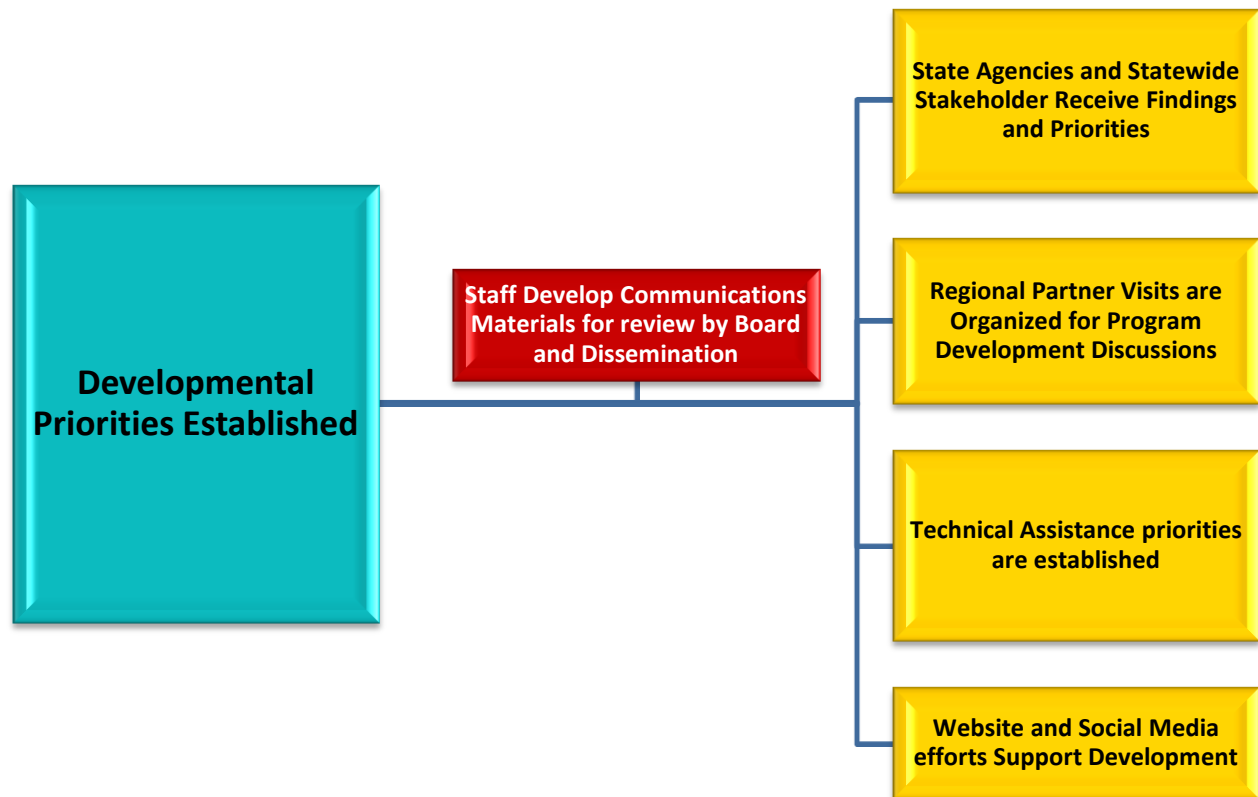 Developmental
Priorities Established
Staff Develop Communications
Materials for review by Board
and Dissemination
State Agencies and Statewide
Stakeholder Receive Findings
and Priorities
Regional Partner Visits are
Organized for Program
Development Discussions
Technical Assistance priorities
are established
Website and Social Media
efforts Support Development